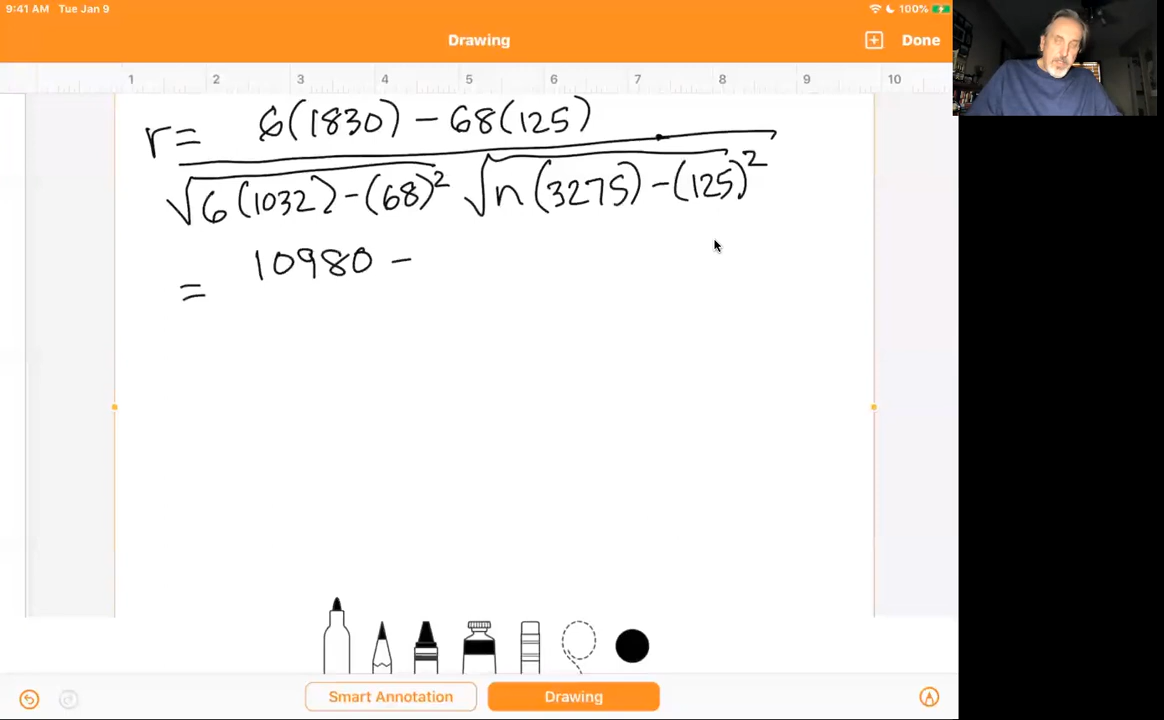 9:41 AM Tue Jan 9
100%
Drawing
Done
1 2 3 4 5 6 7 8 9 10
r= 6(1830) - 68(125)
√6(1032) - (68)² √n(3275) - (125)²
= 10980 -
Smart Annotation
Drawing